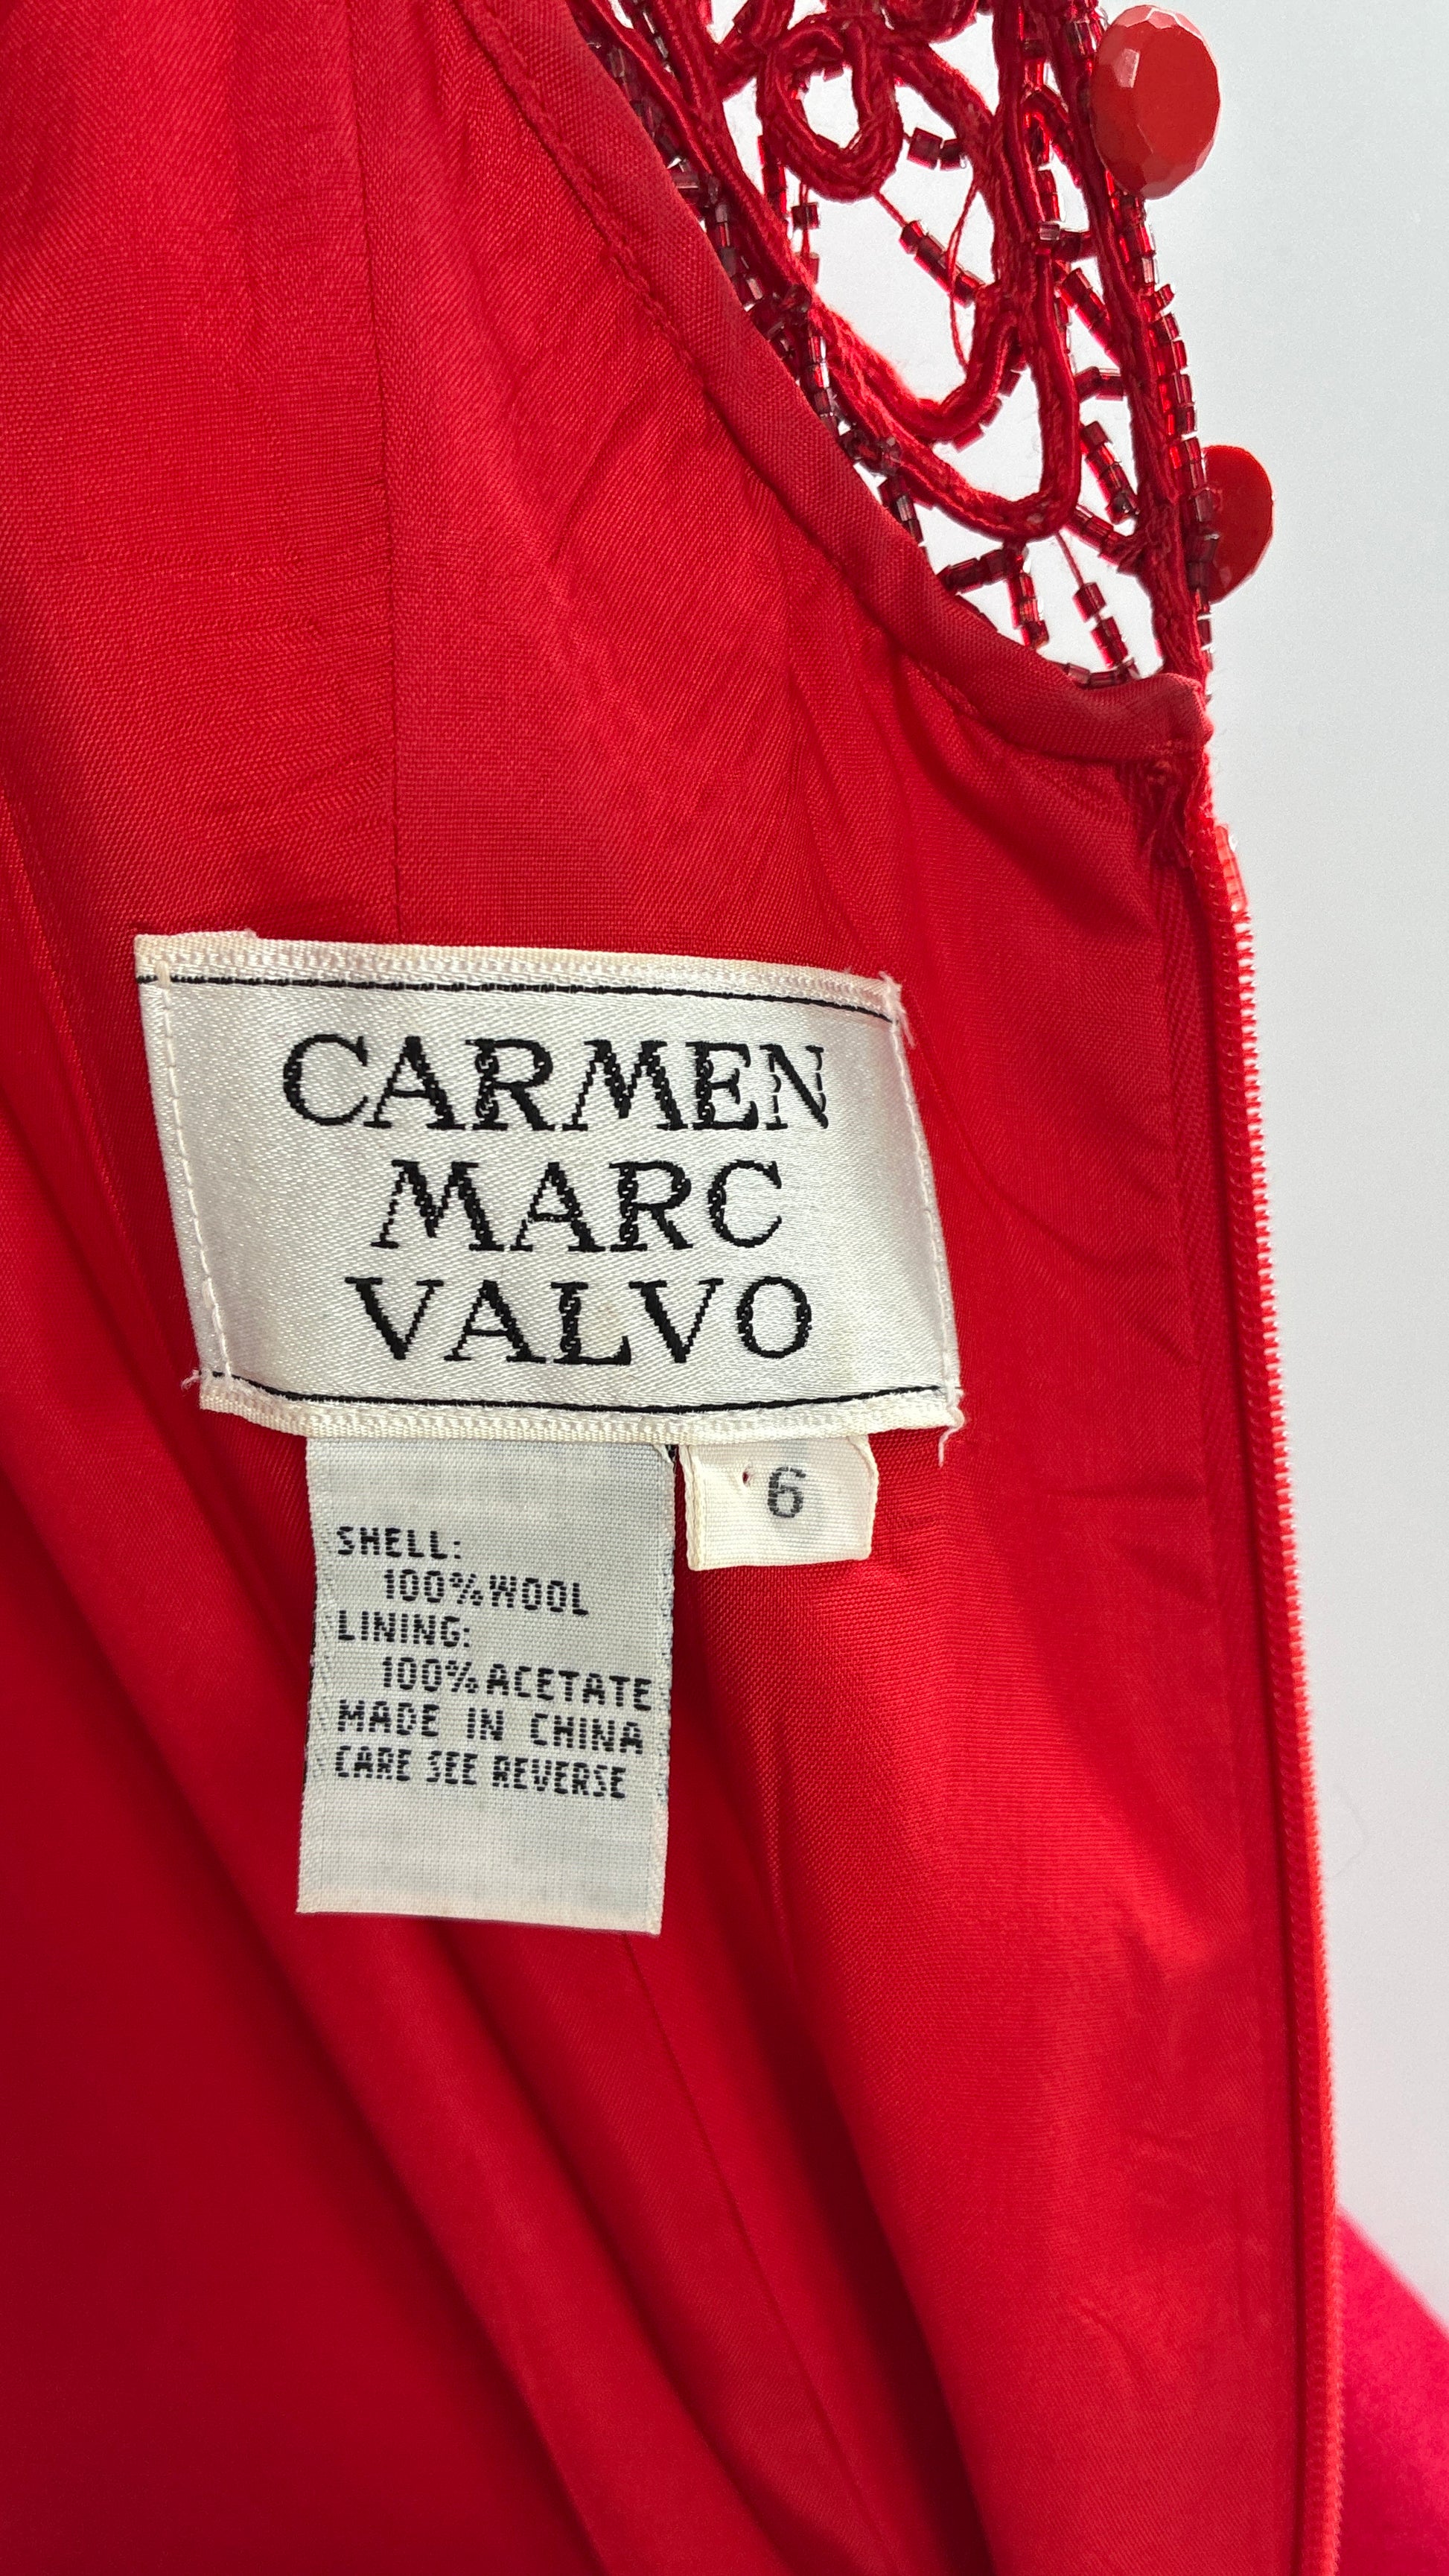 CARMEN
MARC
VALVO
6
SHELL:
100% WOOL
LINING:
100% ACETATE
MADE IN CHINA
CARE SEE REVERSE